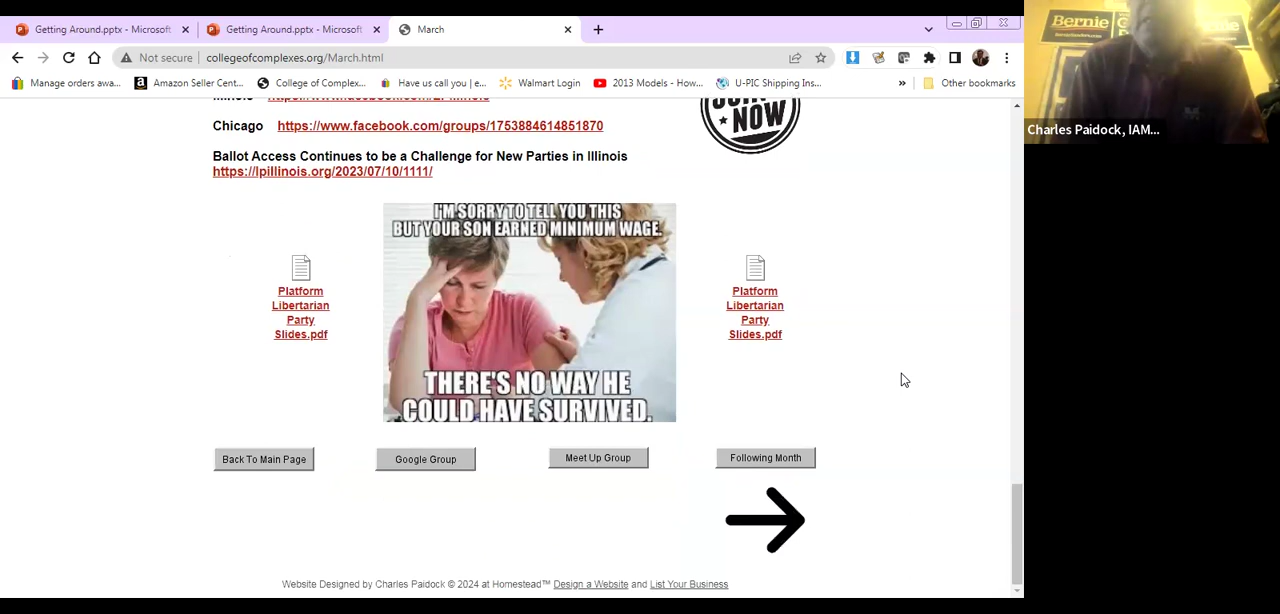 Getting Around.pptx - Microsoft
Getting Around.pptx - Microsoft
March
Not secure
collegeofcomplexes.org/March.html
Manage orders awa...
Amazon Seller Cent...
College of Complex...
Have us call you | e...
Walmart Login
2013 Models - How...
U-PIC Shipping Ins...
»
Other bookmarks
Bernie
Charles Paidock, IAM...
NOW
Chicago https://www.facebook.com/groups/1753884614851870
Ballot Access Continues to be a Challenge for New Parties in Illinois
https://lpillinois.org/2023/07/10/1111/
I'M SORRY TO TELL YOU THIS
BUT YOUR SON EARNED MINIMUM WAGE.
THERE'S NO WAY HE
COULD HAVE SURVIVED.
Platform
Libertarian
Party
Slides.pdf
Platform
Libertarian
Party
Slides.pdf
Back To Main Page
Google Group
Meet Up Group
Following Month
Website Designed by Charles Paidock © 2024 at Homestead™ Design a Website and List Your Business